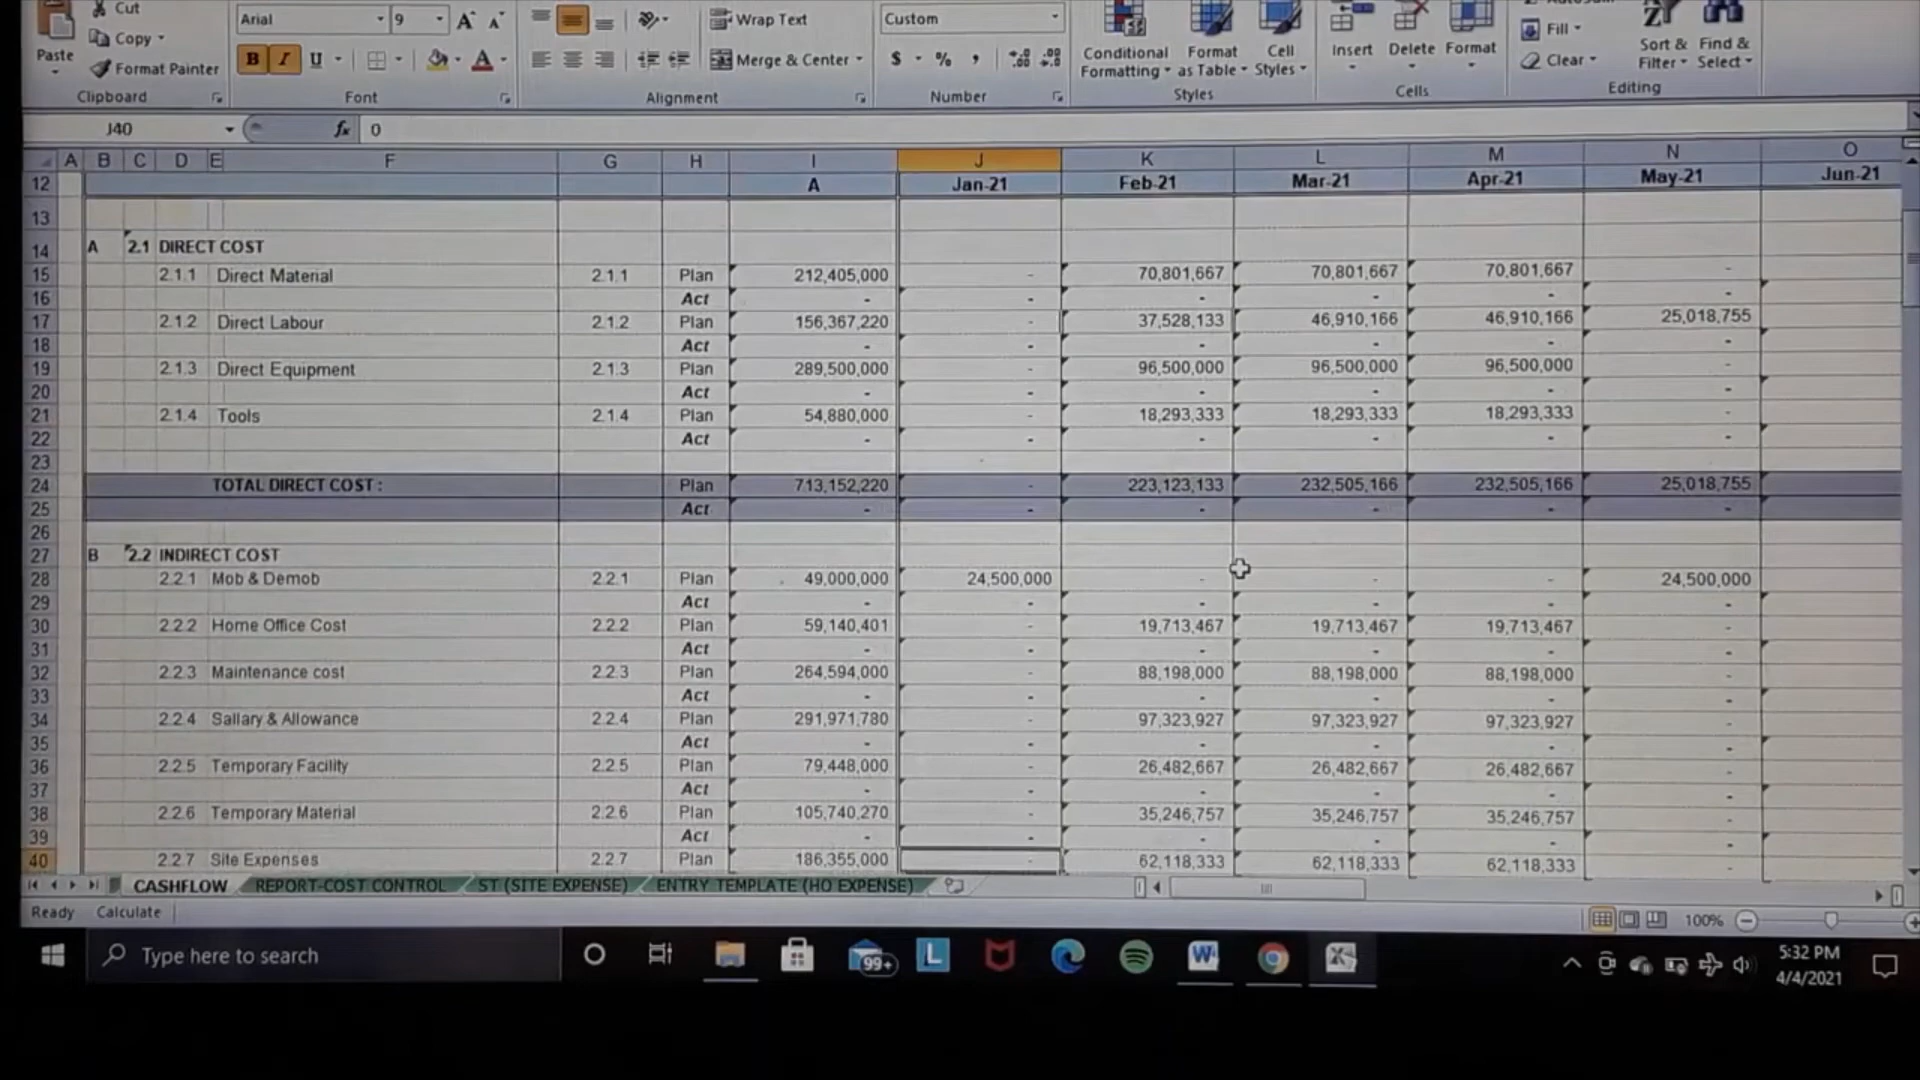 Cut
Arial 9 Wrap Text Custom
Copy Fill
Paste Format Painter B I U Merge & Center $ % , Conditional Formatting Format as Table Cell Styles Insert Delete Format Clear Sort & Filter Find & Select
Clipboard Font Alignment Number Styles Cells Editing
J40 fx 0
A B C D E F G H I J K L M N O
12 A Jan-21 Feb-21 Mar-21 Apr-21 May-21 Jun-21
13
14 A 2.1 DIRECT COST
15 2.1.1 Direct Material 2.1.1 Plan 212,405,000 - 70,801,667 70,801,667 70,801,667 -
16 Act - - - - - -
17 2.1.2 Direct Labour 2.1.2 Plan 156,367,220 - 37,528,133 46,910,166 46,910,166 25,018,755
18 Act - - - - - -
19 2.1.3 Direct Equipment 2.1.3 Plan 289,500,000 - 96,500,000 96,500,000 96,500,000 -
20 Act - - - - - -
21 2.1.4 Tools 2.1.4 Plan 54,880,000 - 18,293,333 18,293,333 18,293,333 -
22 Act - - - - - -
23
24 TOTAL DIRECT COST : Plan 713,152,220 - 223,123,133 232,505,166 232,505,166 25,018,755
25 Act - - - - - -
26
27 B 2.2 INDIRECT COST
28 2.2.1 Mob & Demob 2.2.1 Plan 49,000,000 24,500,000 - - - 24,500,000
29 Act - - - - - -
30 2.2.2 Home Office Cost 2.2.2 Plan 59,140,401 - 19,713,467 19,713,467 19,713,467 -
31 Act - - - - - -
32 2.2.3 Maintenance cost 2.2.3 Plan 264,594,000 - 88,198,000 88,198,000 88,198,000 -
33 Act - - - - - -
34 2.2.4 Sallary & Allowance 2.2.4 Plan 291,971,780 - 97,323,927 97,323,927 97,323,927 -
35 Act - - - - - -
36 2.2.5 Temporary Facility 2.2.5 Plan 79,448,000 - 26,482,667 26,482,667 26,482,667 -
37 Act - - - - - -
38 2.2.6 Temporary Material 2.2.6 Plan 105,740,270 - 35,246,757 35,246,757 35,246,757 -
39 Act - - - - - -
40 2.2.7 Site Expenses 2.2.7 Plan 186,355,000 - 62,118,333 62,118,333 62,118,333 -
CASHFLOW REPORT-COST CONTROL ST (SITE EXPENSE) ENTRY TEMPLATE (HO EXPENSE)
Ready Calculate 100%
Type here to search 99+ L W 5:32 PM
4/4/2021